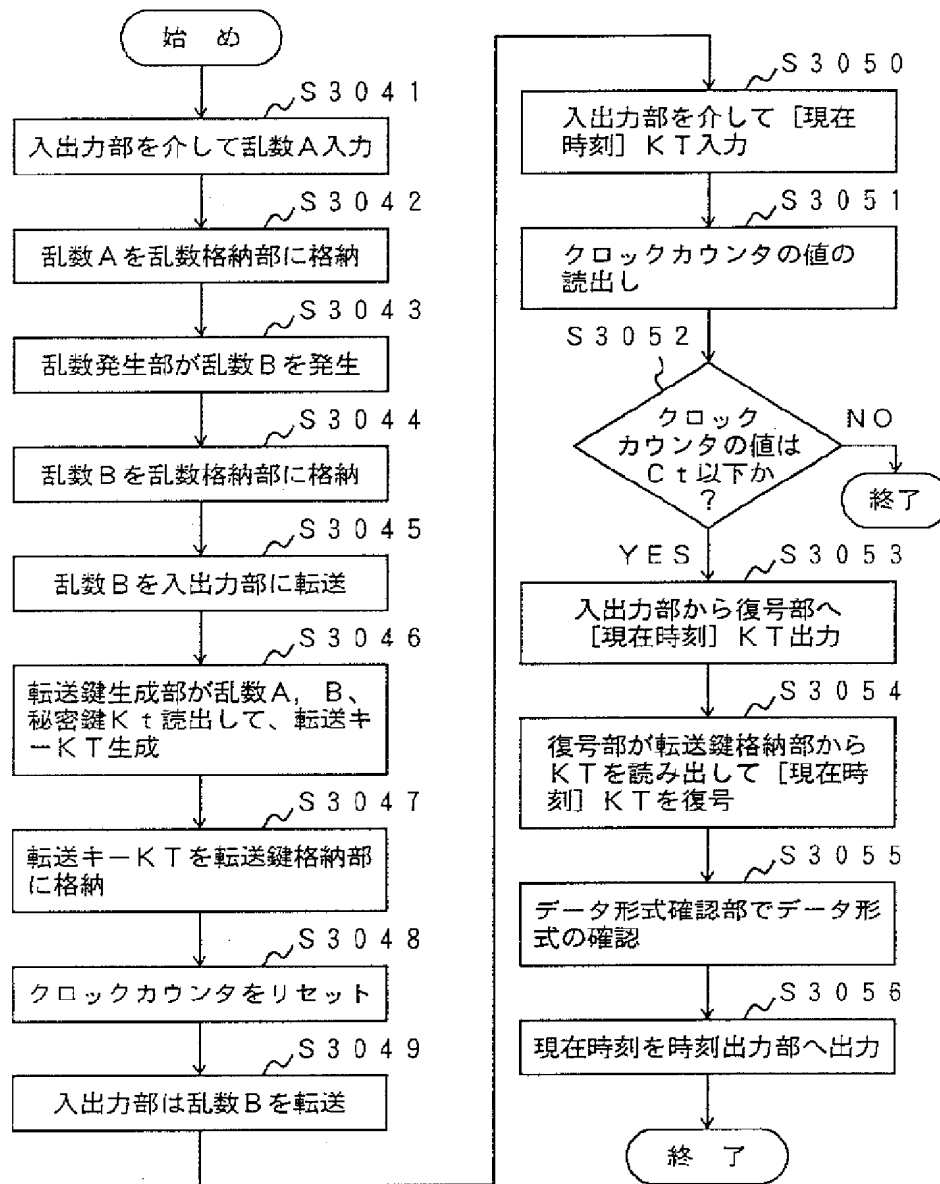 始 め
S3041
入出力部を介して乱数A入力
S3042
乱数Aを乱数格納部に格納
S3043
乱数発生部が乱数Bを発生
S3044
乱数Bを乱数格納部に格納
S3045
乱数Bを入出力部に転送
S3046
転送鍵生成部が乱数A, B、
秘密鍵Kt読出して、転送キ
ーKT生成
S3047
転送キーKTを転送鍵格納部
に格納
S3048
クロックカウンタをリセット
S3049
入出力部は乱数Bを転送
S3050
入出力部を介して[現在
時刻]KT入力
S3051
クロックカウンタの値の
読出し
S3052
クロック
カウンタの値は
Ct以下か
?
NO
終了
YES
S3053
入出力部から復号部へ
[現在時刻]KT出力
S3054
復号部が転送鍵格納部から
KTを読み出して[現在時
刻]KTを復号
S3055
データ形式確認部でデータ形
式の確認
S3056
現在時刻を時刻出力部へ出力
終 了